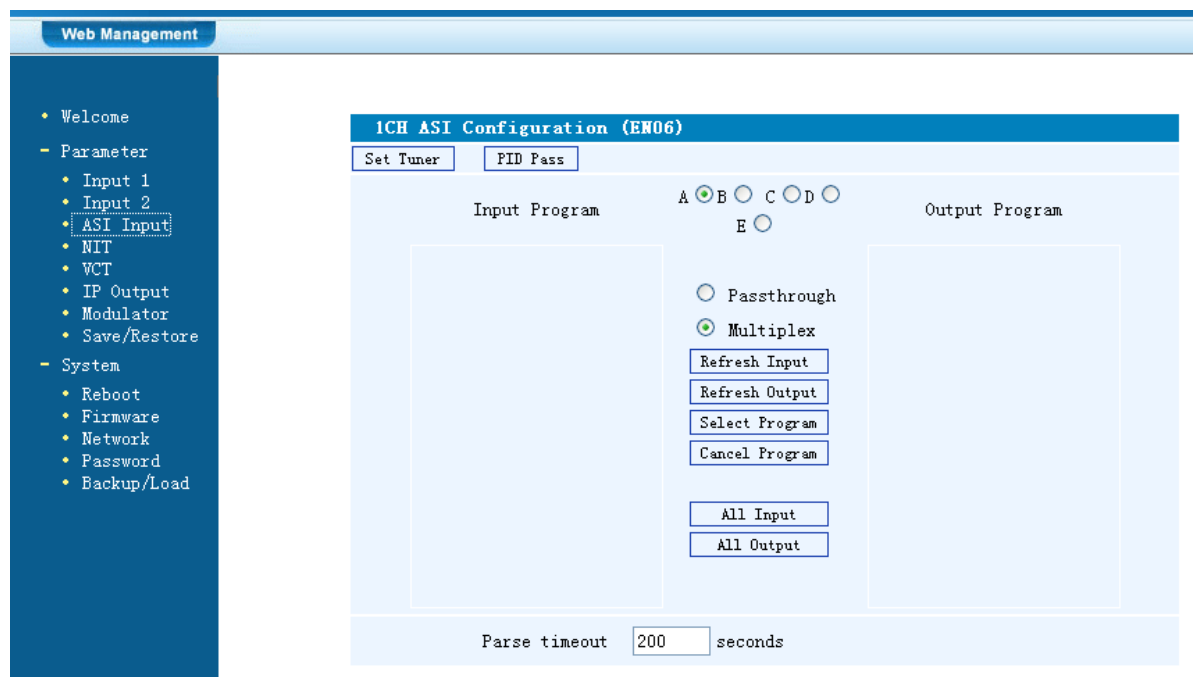 Web Management
Welcome
Parameter
Input 1
Input 2
ASI Input
NIT
VCT
IP Output
Modulator
Save/Restore
System
Reboot
Firmware
Network
Password
Backup/Load
1CH ASI Configuration (EN06)
Set Tuner PID Pass
Input Program
A B C D
E
Output Program
Passthrough
Multiplex
Refresh Input
Refresh Output
Select Program
Cancel Program
All Input
All Output
Parse timeout 200 seconds